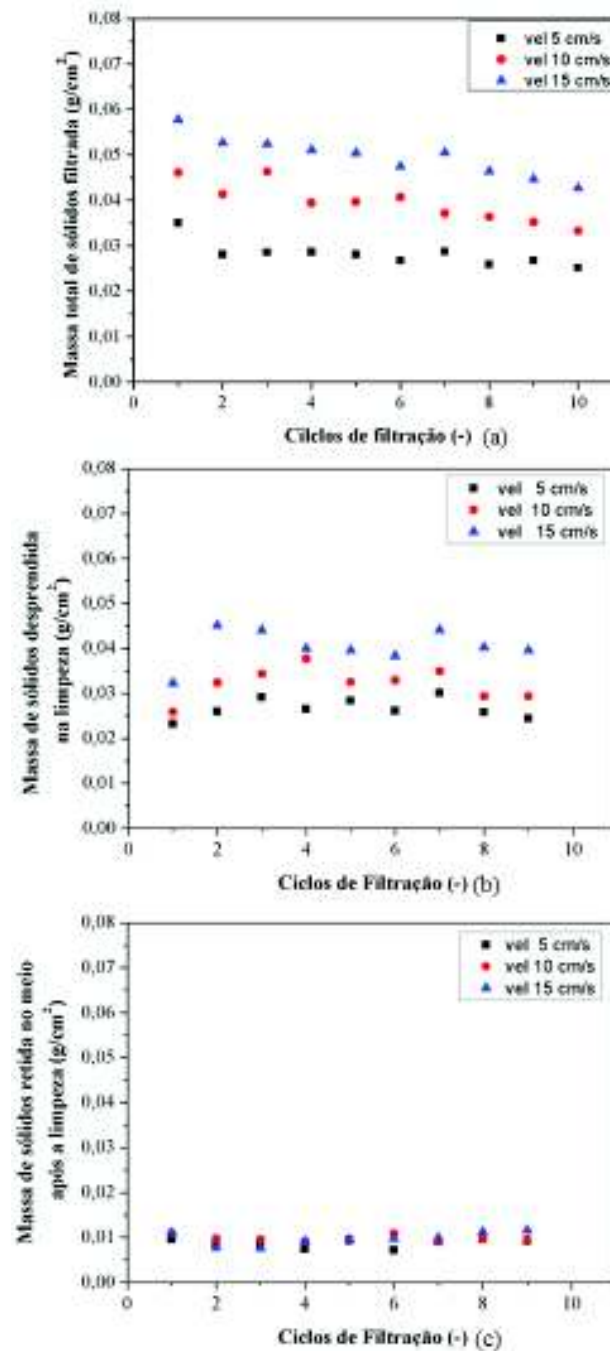 0,08
0,07
0,06
0,05
0,04
0,03
0,02
0,01
0,00
Massa total de sólidos filtrada (g/cm²)
vel 5 cm/s
vel 10 cm/s
vel 15 cm/s
0 2 4 6 8 10
Cilclos de filtração (-) (a)
0,08
0,07
0,06
0,05
0,04
0,03
0,02
0,01
0,00
Massa de sólidos desprendida
na limpeza (g/cm²)
vel 5 cm/s
vel 10 cm/s
vel 15 cm/s
0 2 4 6 8 10
Ciclos de Filtração (-) (b)
0,08
0,07
0,06
0,05
0,04
0,03
0,02
0,01
0,00
Massa de sólidos retida no meio
após a limpeza (g/cm²)
vel 5 cm/s
vel 10 cm/s
vel 15 cm/s
0 2 4 6 8 10
Ciclos de Filtração (-) (c)